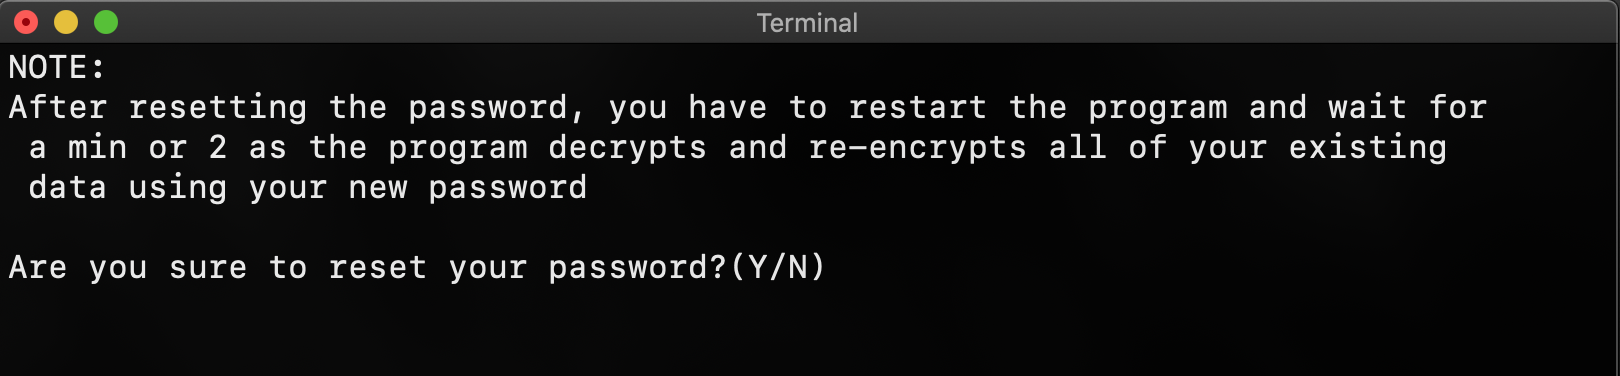 Terminal
NOTE:
After resetting the password, you have to restart the program and wait for
a min or 2 as the program decrypts and re-encrypts all of your existing
data using your new password
Are you sure to reset your password?(Y/N)